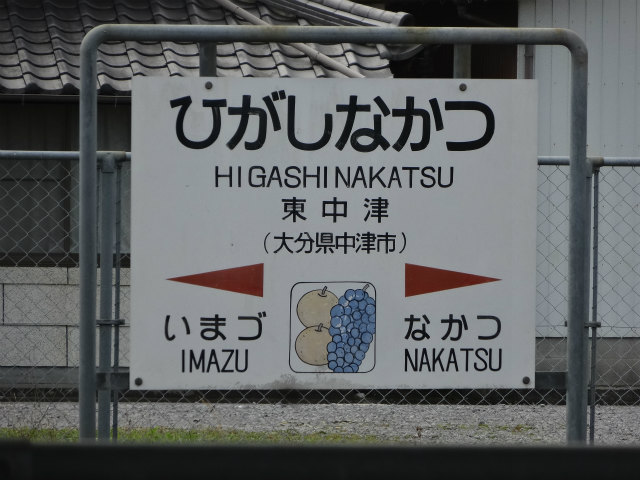 ひがしなかつ
HIGASHINAKATSU
東中津
(大分県中津市)
いまづ なかつ
IMAZU NAKATSU